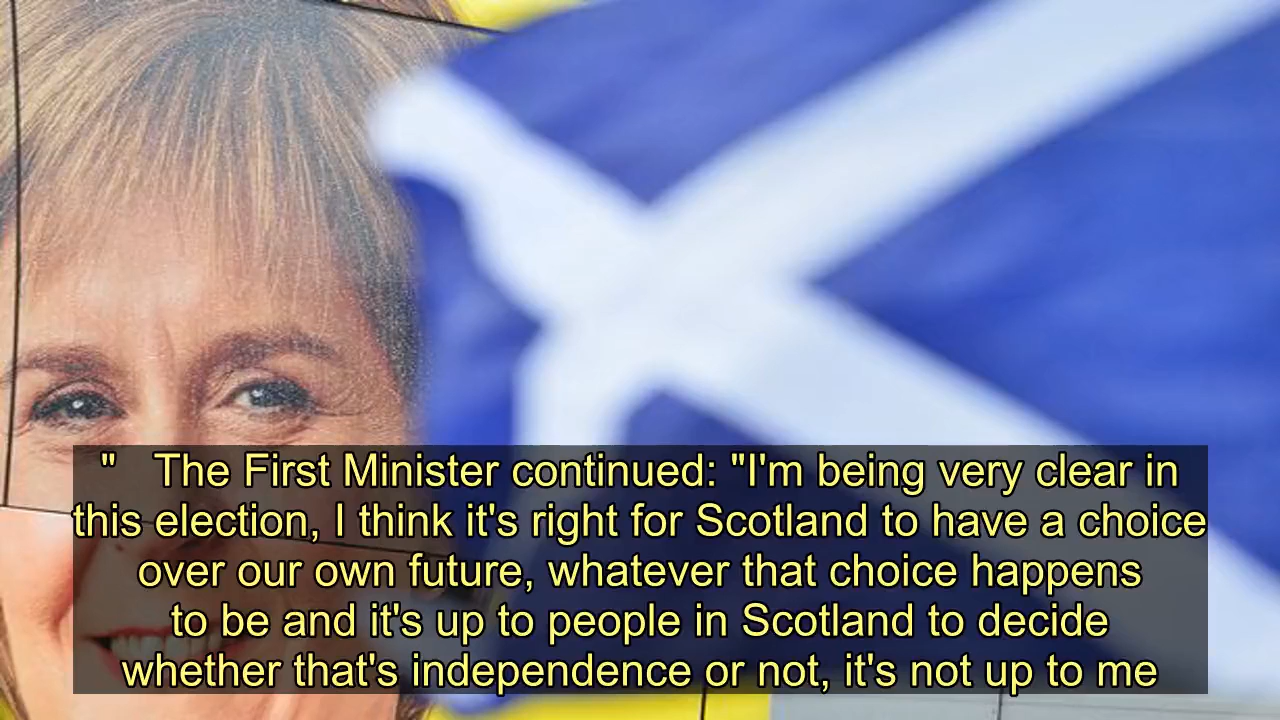 "   The First Minister continued: "I'm being very clear in
this election, I think it's right for Scotland to have a choice
over our own future, whatever that choice happens
to be and it's up to people in Scotland to decide
whether that's independence or not, it's not up to me